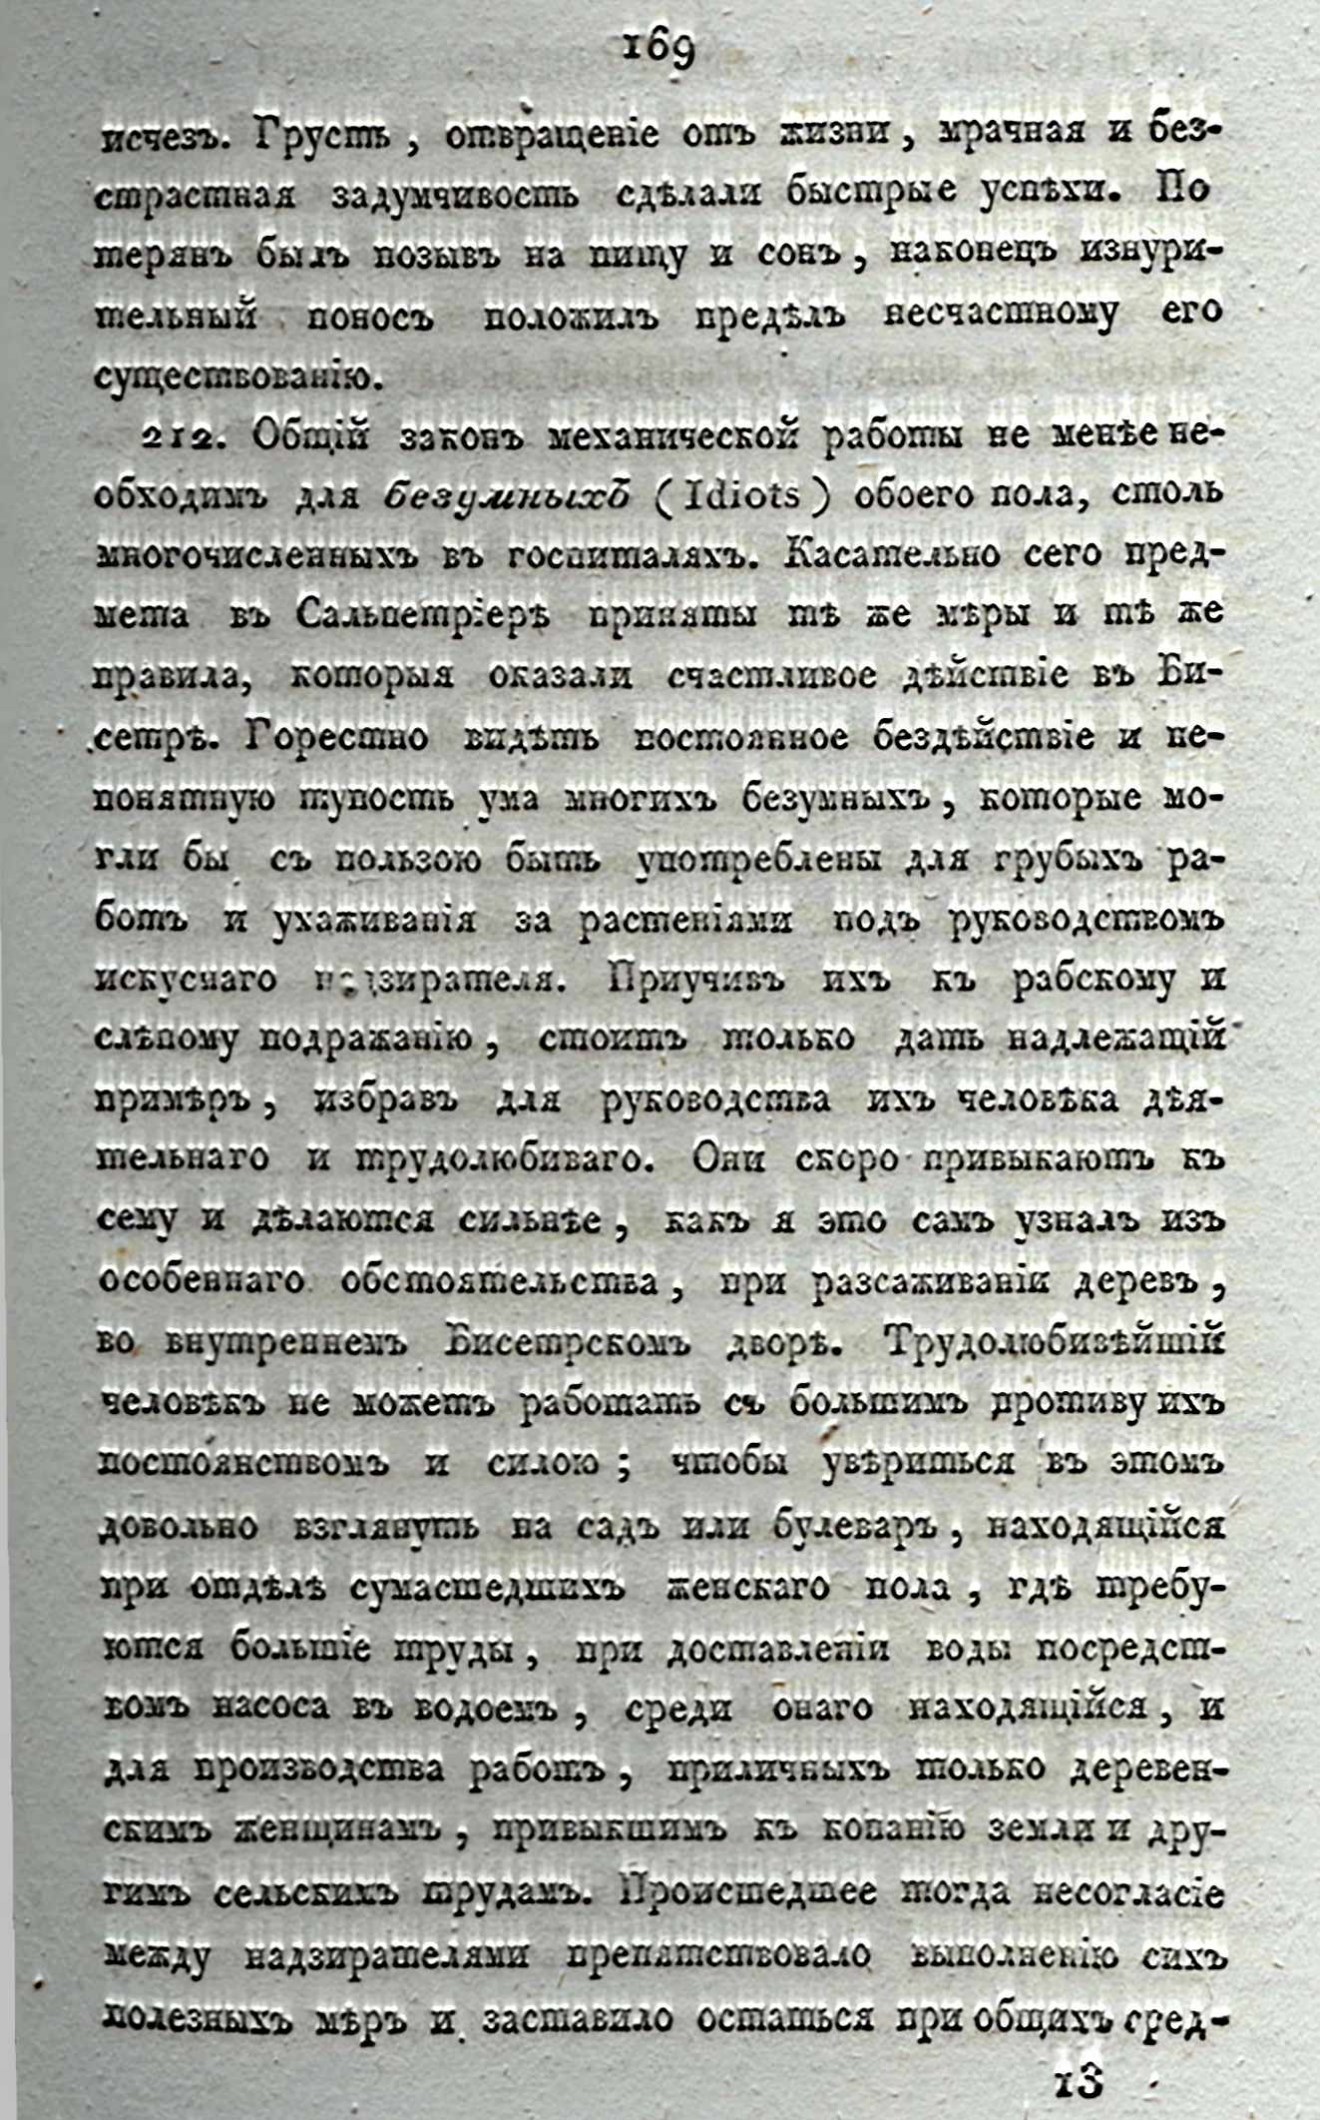 169
исчезъ. Грусть, отвращеніе отъ жизни, мрачная и без-
страстная задумчивость сдѣлали быстрые успѣхи. По
терянъ былъ позывъ на пищу и сонъ, наконецъ изнури-
тельный поносъ положилъ предѣлъ несчастному его
существованію.
212. Общій законъ механической работы не менѣе не-
обходимъ для безумныхъ (Idiots) обоего пола, столь
многочисленныхъ въ госпиталяхъ. Касательно сего пред-
мета въ Сальпетріерѣ приняты тѣ же мѣры и тѣ же
правила, которыя оказали счастливое дѣйствіе въ Би-
сетрѣ. Горестно видѣть постоянное бездѣйствіе и не-
понятную тупость ума многихъ безумныхъ, которые мо-
гли бы съ пользою быть употреблены для грубыхъ ра-
ботъ и ухаживанія за растеніями подъ руководствомъ
искуснаго надзирателя. Приучивъ ихъ къ рабскому и
слѣпому подражанію, стоитъ только дать надлежащій
примѣръ, избравъ для руководства ихъ человѣка дѣя-
тельнаго и трудолюбиваго. Они скоро привыкаютъ къ
сему и дѣлаются сильнѣе, какъ я это самъ узналъ изъ
особеннаго обстоятельства, при разсаживаніи деревъ,
во внутреннемъ Бисетрскомъ дворѣ. Трудолюбивѣйшій
человѣкъ не можетъ работать съ большимъ противу ихъ
постоянствомъ и силою; чтобы увѣриться въ этомъ
довольно взглянуть на садъ или булеваръ, находящійся
при отдѣлѣ сумасшедшихъ женскаго пола, гдѣ требу-
ются большіе труды, при доставленіи воды посредст-
вомъ насоса въ водоемъ, среди онаго находящійся, и
для производства работъ, приличныхъ только деревен-
скимъ женщинамъ, привыкшимъ къ копанію земли и дру-
гимъ сельскихъ трудамъ. Происшедшее тогда несогласіе
между надзирателями препятствовало выполненію сихъ
полезныхъ мѣръ и заставило остаться при общихъ сред-
13